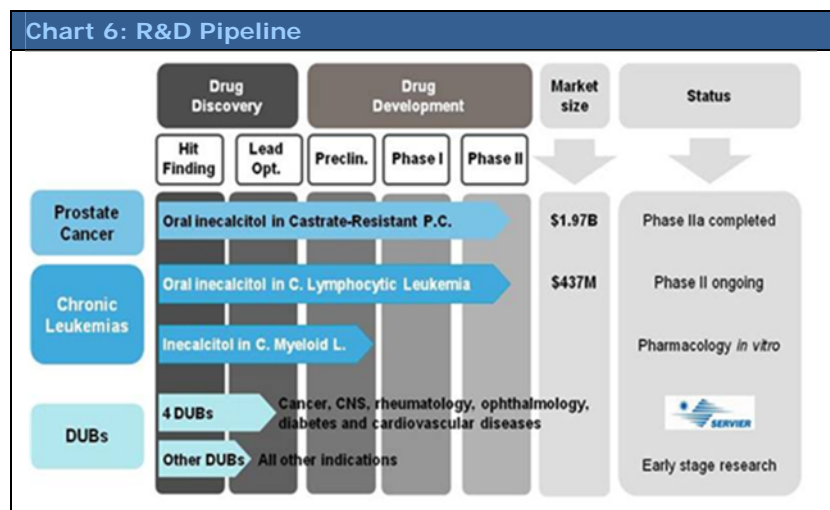 Chart 6: R&D Pipeline
Drug
Discovery
Drug
Development
Market
size
Status
Hit
Finding
Lead
Opt.
Preclin.
Phase I
Phase II
Prostate
Cancer
Oral inecalcitol in Castrate-Resistant P.C.
$1.97B
Phase IIa completed
Chronic
Leukemias
Oral inecalcitol in C. Lymphocytic Leukemia
$437M
Phase II ongoing
Inecalcitol in C. Myeloid L.
Pharmacology in vitro
DUBs
4 DUBs
Cancer, CNS, rheumatology, ophthalmology,
diabetes and cardiovascular diseases
SERVIER
Other DUBs
All other indications
Early stage research